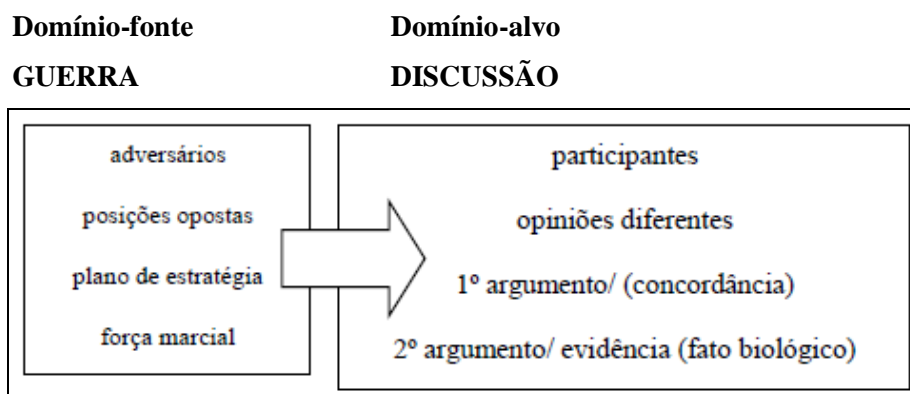 Domínio-fonte Domínio-alvo
GUERRA DISCUSSÃO
adversários
posições opostas
plano de estratégia
força marcial
participantes
opiniões diferentes
1º argumento/ (concordância)
2º argumento/ evidência (fato biológico)